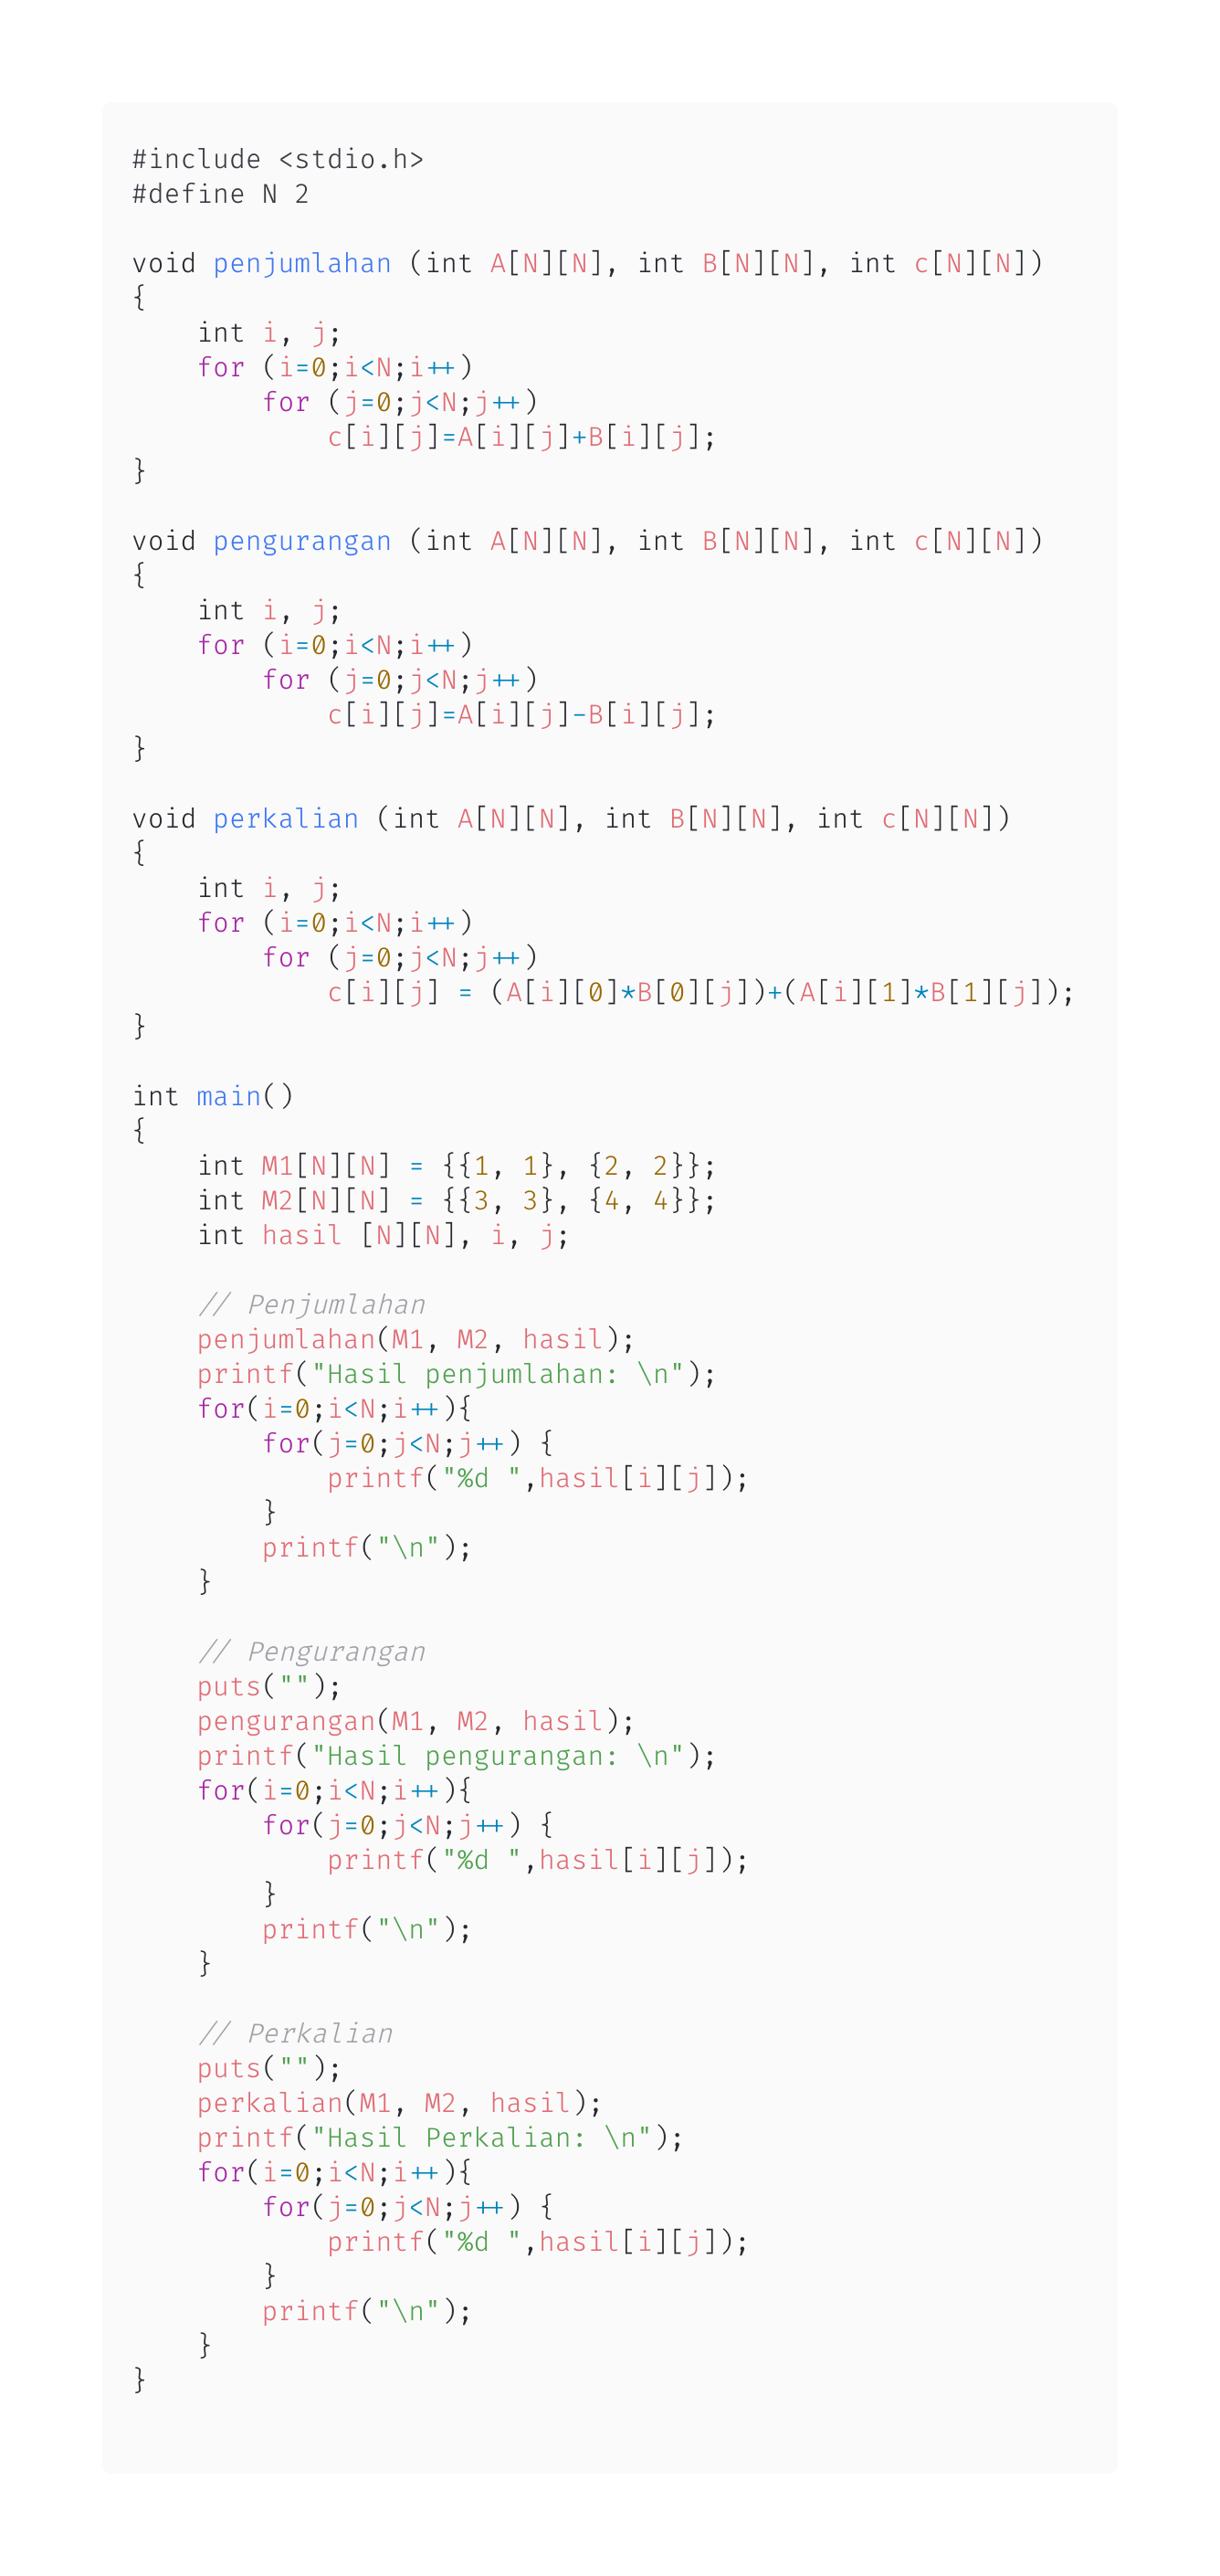 #include <stdio.h>
#define N 2

void penjumlahan (int A[N][N], int B[N][N], int c[N][N])
{
    int i, j;
    for (i=0;i<N;i++)
        for (j=0;j<N;j++)
            c[i][j]=A[i][j]+B[i][j];
}

void pengurangan (int A[N][N], int B[N][N], int c[N][N])
{
    int i, j;
    for (i=0;i<N;i++)
        for (j=0;j<N;j++)
            c[i][j]=A[i][j]-B[i][j];
}

void perkalian (int A[N][N], int B[N][N], int c[N][N])
{
    int i, j;
    for (i=0;i<N;i++)
        for (j=0;j<N;j++)
            c[i][j] = (A[i][0]*B[0][j])+(A[i][1]*B[1][j]);
}

int main()
{
    int M1[N][N] = {{1, 1}, {2, 2}};
    int M2[N][N] = {{3, 3}, {4, 4}};
    int hasil [N][N], i, j;

    // Penjumlahan
    penjumlahan(M1, M2, hasil);
    printf("Hasil penjumlahan: \n");
    for(i=0;i<N;i++){
        for(j=0;j<N;j++) {
            printf("%d ",hasil[i][j]);
        }
        printf("\n");
    }

    // Pengurangan
    puts("");
    pengurangan(M1, M2, hasil);
    printf("Hasil pengurangan: \n");
    for(i=0;i<N;i++){
        for(j=0;j<N;j++) {
            printf("%d ",hasil[i][j]);
        }
        printf("\n");
    }

    // Perkalian
    puts("");
    perkalian(M1, M2, hasil);
    printf("Hasil Perkalian: \n");
    for(i=0;i<N;i++){
        for(j=0;j<N;j++) {
            printf("%d ",hasil[i][j]);
        }
        printf("\n");
    }
}